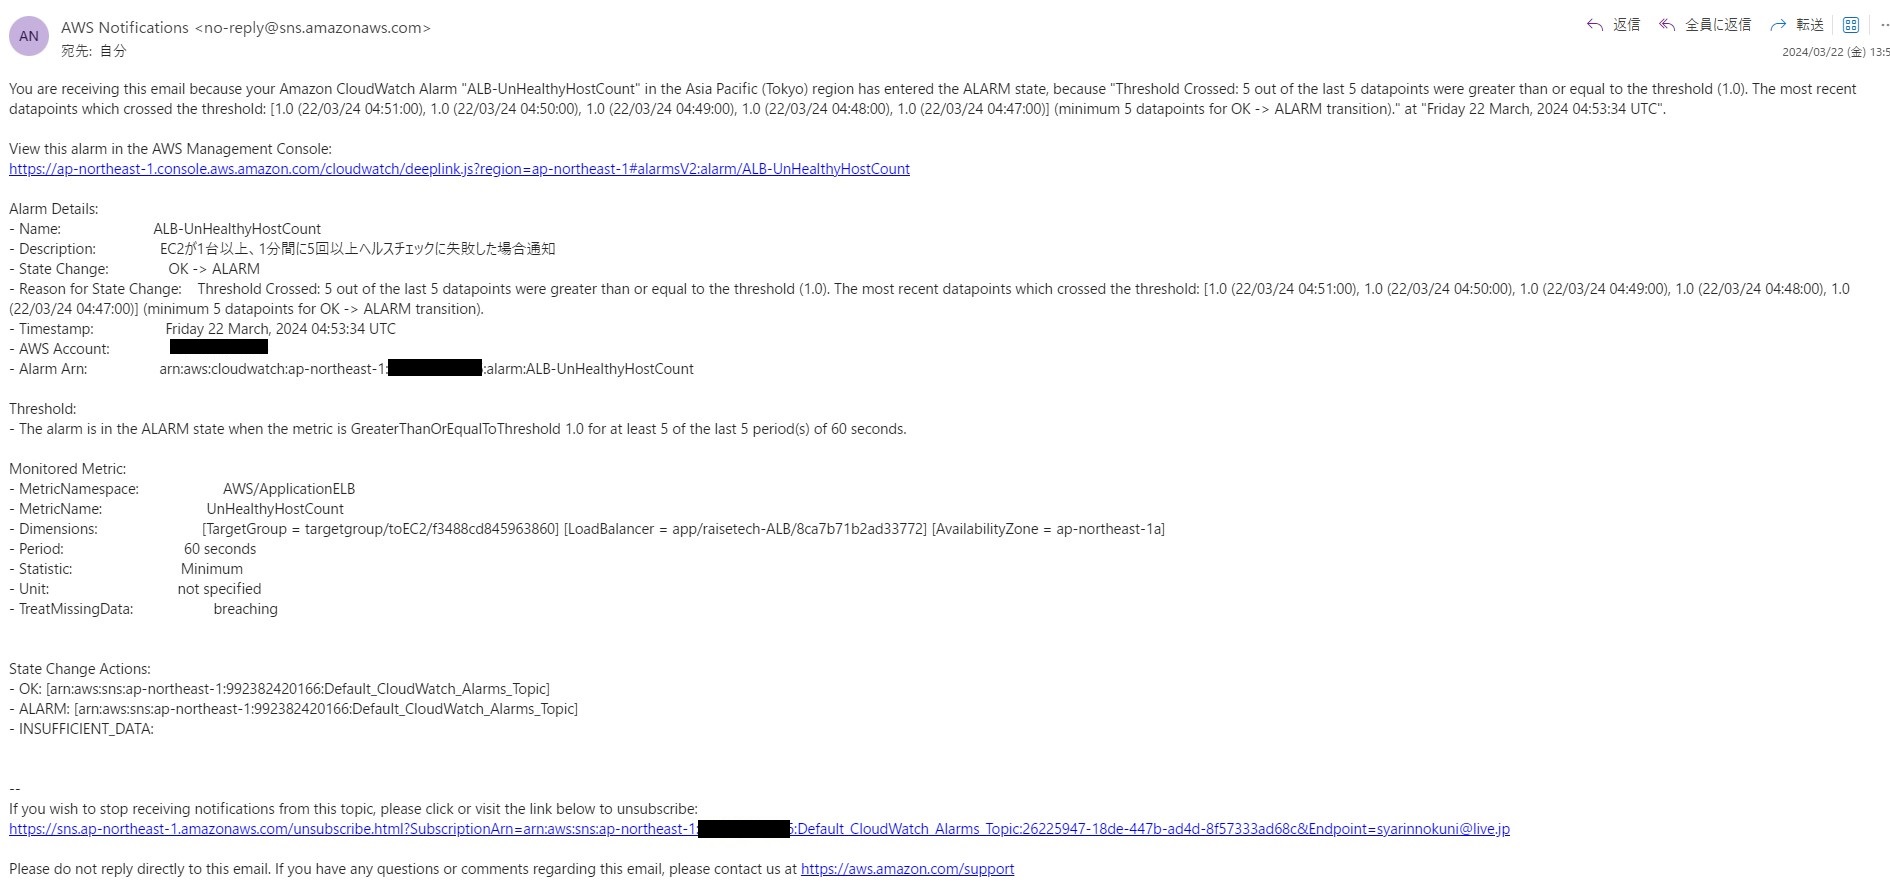 AN
AWS Notifications <no-reply@sns.amazonaws.com>
宛先: 自分
返信 全員に返信 転送
2024/03/22 (金) 13:5
You are receiving this email because your Amazon CloudWatch Alarm "ALB-UnHealthyHostCount" in the Asia Pacific (Tokyo) region has entered the ALARM state, because "Threshold Crossed: 5 out of the last 5 datapoints were greater than or equal to the threshold (1.0). The most recent
datapoints which crossed the threshold: [1.0 (22/03/24 04:51:00), 1.0 (22/03/24 04:50:00), 1.0 (22/03/24 04:49:00), 1.0 (22/03/24 04:48:00), 1.0 (22/03/24 04:47:00)] (minimum 5 datapoints for OK -> ALARM transition)." at "Friday 22 March, 2024 04:53:34 UTC".
View this alarm in the AWS Management Console:
https://ap-northeast-1.console.aws.amazon.com/cloudwatch/deeplink.js?region=ap-northeast-1#alarmsV2:alarm/ALB-UnHealthyHostCount
Alarm Details:
- Name: ALB-UnHealthyHostCount
- Description: EC2が1台以上、1分間に5回以上ヘルスチェックに失敗した場合通知
- State Change: OK -> ALARM
- Reason for State Change: Threshold Crossed: 5 out of the last 5 datapoints were greater than or equal to the threshold (1.0). The most recent datapoints which crossed the threshold: [1.0 (22/03/24 04:51:00), 1.0 (22/03/24 04:50:00), 1.0 (22/03/24 04:49:00), 1.0 (22/03/24 04:48:00), 1.0
(22/03/24 04:47:00)] (minimum 5 datapoints for OK -> ALARM transition).
- Timestamp: Friday 22 March, 2024 04:53:34 UTC
- AWS Account:
- Alarm Arn: arn:aws:cloudwatch:ap-northeast-1: :alarm:ALB-UnHealthyHostCount
Threshold:
- The alarm is in the ALARM state when the metric is GreaterThanOrEqualToThreshold 1.0 for at least 5 of the last 5 period(s) of 60 seconds.
Monitored Metric:
- MetricNamespace: AWS/ApplicationELB
- MetricName: UnHealthyHostCount
- Dimensions: [TargetGroup = targetgroup/toEC2/f3488cd845963860] [LoadBalancer = app/raisetech-ALB/8ca7b71b2ad33772] [AvailabilityZone = ap-northeast-1a]
- Period: 60 seconds
- Statistic: Minimum
- Unit: not specified
- TreatMissingData: breaching
State Change Actions:
- OK: [arn:aws:sns:ap-northeast-1:992382420166:Default_CloudWatch_Alarms_Topic]
- ALARM: [arn:aws:sns:ap-northeast-1:992382420166:Default_CloudWatch_Alarms_Topic]
- INSUFFICIENT_DATA:
--
If you wish to stop receiving notifications from this topic, please click or visit the link below to unsubscribe:
https://sns.ap-northeast-1.amazonaws.com/unsubscribe.html?SubscriptionArn=arn:aws:sns:ap-northeast-1: :Default_CloudWatch_Alarms_Topic:26225947-18de-447b-ad4d-8f57333ad68c&Endpoint=syarinnokuni@live.jp
Please do not reply directly to this email. If you have any questions or comments regarding this email, please contact us at https://aws.amazon.com/support